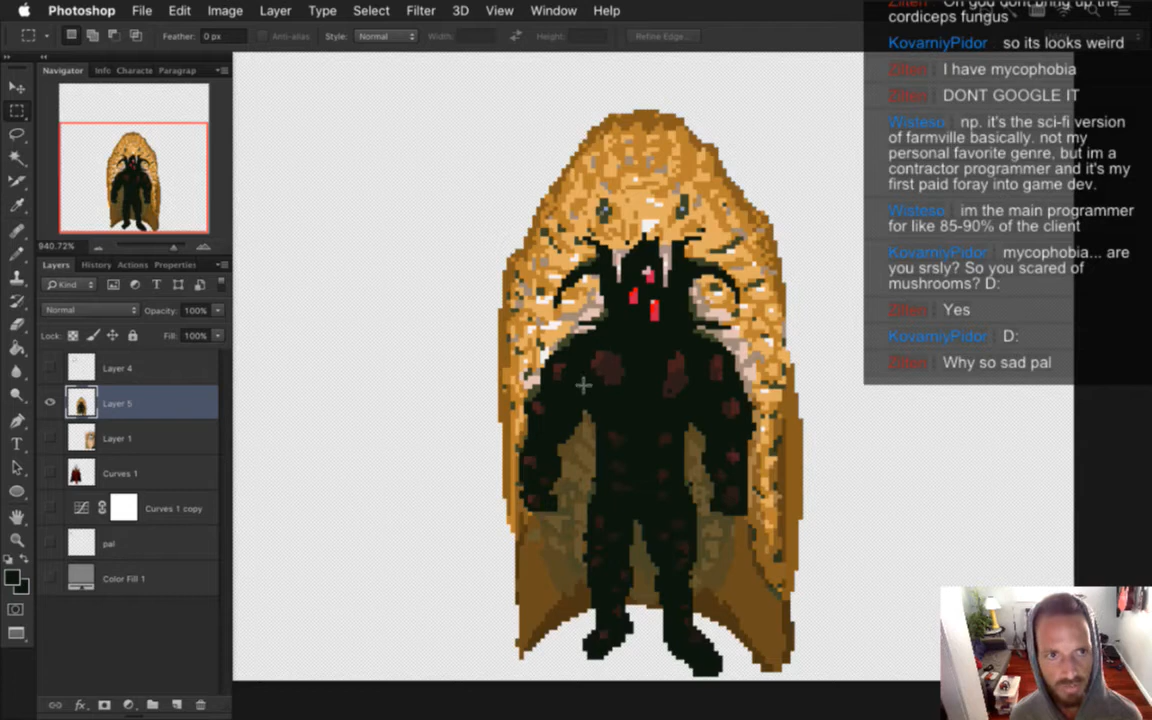 Photoshop File Edit Image Layer Type Select Filter 3D View Window Help
Feather: 0 px Anti-alias Style: Normal Width: Height: Refine Edge...
Navigator Info Characte Paragrap
940.72%
Layers History Actions Properties
Kind
Normal Opacity: 100%
Lock: Fill: 100%
Layer 4
Layer 5
Layer 1
Curves 1
Curves 1 copy
pal
Color Fill 1
cordiceps fungus
KovarniyPidor so its looks weird
I have mycophobia
DONT GOOGLE IT
Wisteso np. it's the sci-fi version
of farmville basically. not my
personal favorite genre, but im a
contractor programmer and it's my
first paid foray into game dev.
Wisteso im the main programmer
for like 85-90% of the client
KovarniyPidor mycophobia... are
you srsly? So you scared of
mushrooms? D:
Yes
KovarniyPidor D:
Why so sad pal